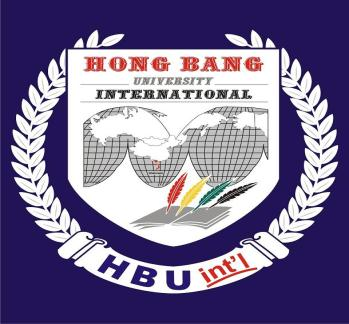 HONG BANG
UNIVERSITY
INTERNATIONAL
HBU int'l